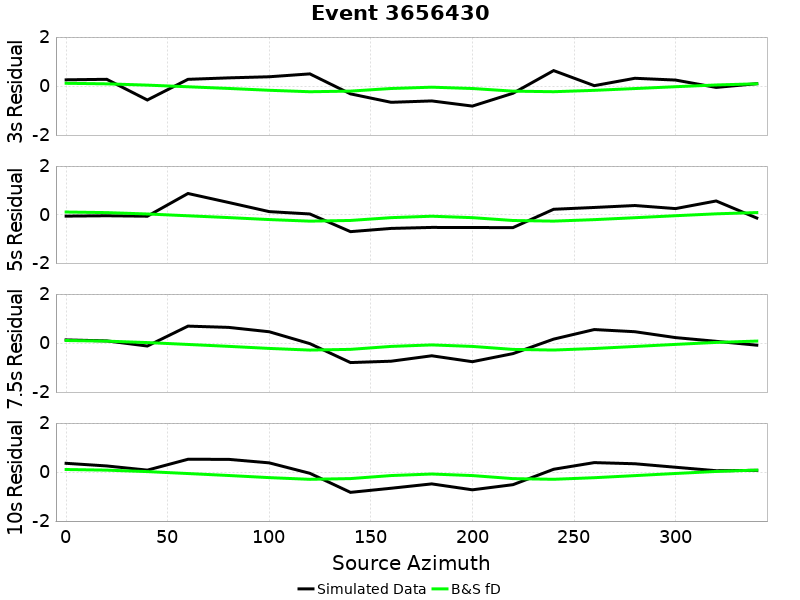 Event 3656430
3s Residual
2
0
-2
5s Residual
2
0
-2
7.5s Residual
2
0
-2
10s Residual
2
0
-2
0 50 100 150 200 250 300
Source Azimuth
Simulated Data B&S fD